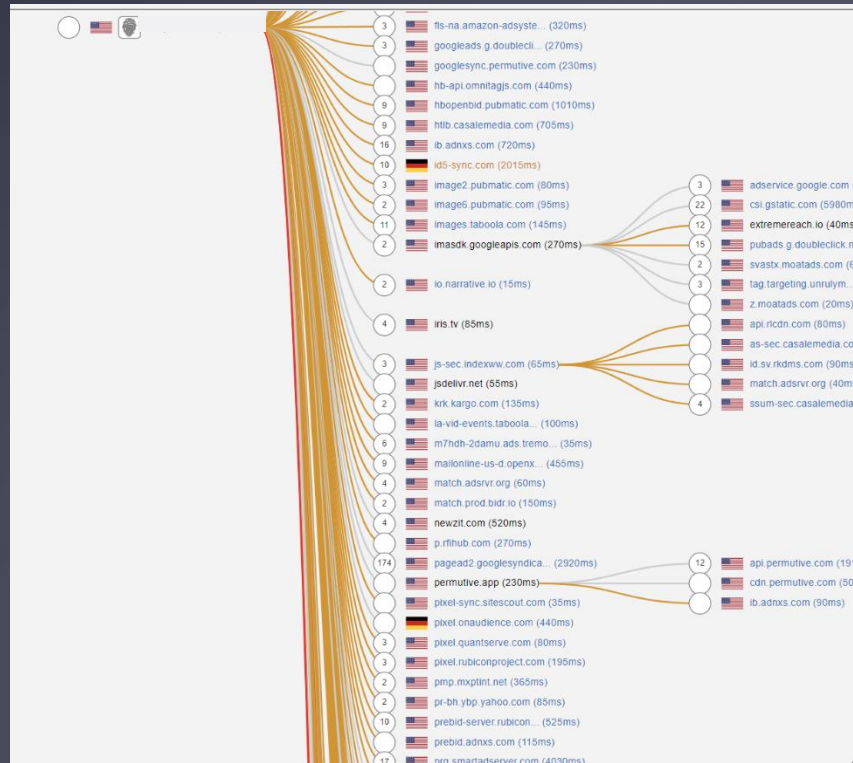 3 fls-na.amazon-adsyste... (320ms)
3 googleads.g.doublecli... (270ms)
googlesync.permutive.com (230ms)
hb-api.omnitagjs.com (440ms)
9 hbopenbid.pubmatic.com (1010ms)
9 htlb.casalemedia.com (705ms)
16 ib.adnxs.com (720ms)
10 id5-sync.com (2015ms)
3 image2.pubmatic.com (80ms)
3 adservice.google.com
2 image6.pubmatic.com (95ms)
22 csi.gstatic.com (5980m
11 images.taboola.com (145ms)
12 extremereach.io (40ms
2 imasdk.googleapis.com (270ms)
15 pubads.g.doubleclick.n
2 svastx.moatads.com (6
2 io.narrative.io (15ms)
3 tag.targeting.unrulym...
z.moatads.com (20ms)
4 iris.tv (85ms)
api.rlcdn.com (80ms)
as-sec.casalemedia.co
3 js-sec.indexww.com (65ms)
id.sv.rkdms.com (90ms
jsdelivr.net (55ms)
match.adsrvr.org (40m
2 krk.kargo.com (135ms)
4 ssum-sec.casalemedia
la-vid-events.taboola... (100ms)
6 m7hdh-2damu.ads.tremo... (35ms)
9 mailonline-us-d.openx... (455ms)
4 match.adsrvr.org (60ms)
2 match.prod.bidr.io (150ms)
4 newzit.com (520ms)
p.rfihub.com (270ms)
174 pagead2.googlesyndica... (2920ms)
12 api.permutive.com (19
permutive.app (230ms)
cdn.permutive.com (50
pixel-sync.sitescout.com (35ms)
ib.adnxs.com (90ms)
pixel.onaudience.com (440ms)
3 pixel.quantserve.com (80ms)
3 pixel.rubiconproject.com (195ms)
2 pmp.mxptint.net (365ms)
2 pr-bh.ybp.yahoo.com (85ms)
10 prebid-server.rubicon... (525ms)
prebid.adnxs.com (115ms)
17 prg.smartadserver.com (4030ms)